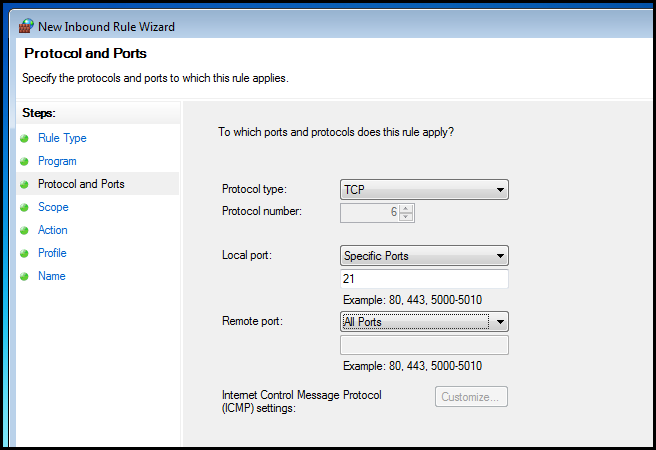 New Inbound Rule Wizard
Protocol and Ports
Specify the protocols and ports to which this rule applies.
Steps:
Rule Type
Program
Protocol and Ports
Scope
Action
Profile
Name
To which ports and protocols does this rule apply?
Protocol type: TCP
Protocol number: 6
Local port: Specific Ports
21
Example: 80, 443, 5000-5010
Remote port: All Ports
Example: 80, 443, 5000-5010
Internet Control Message Protocol
(ICMP) settings:
Customize...